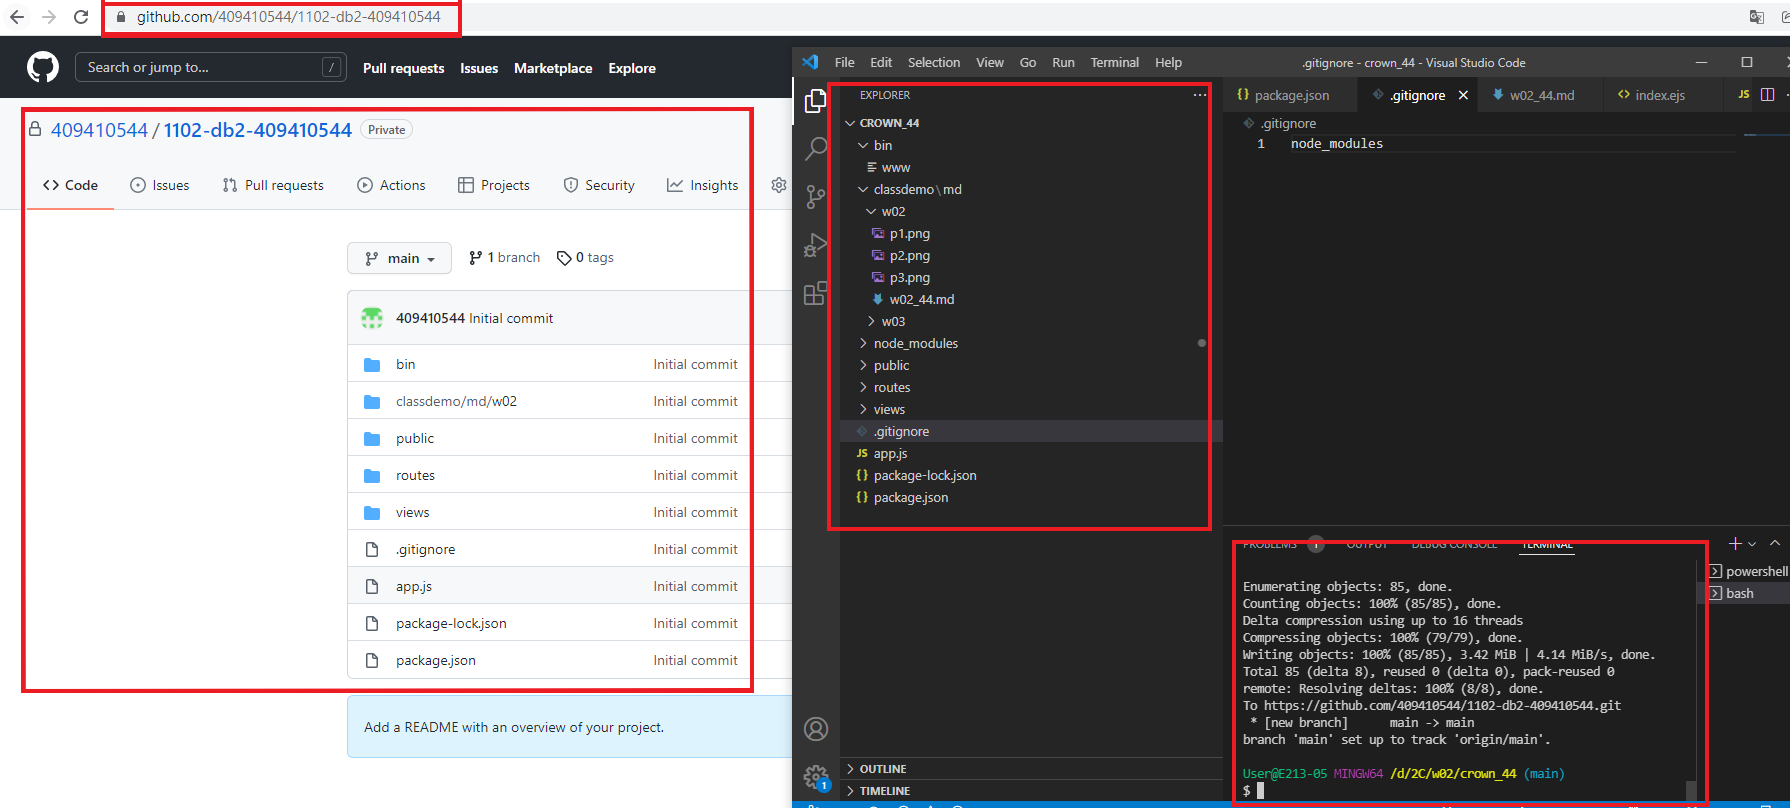 github.com/409410544/1102-db2-409410544
Search or jump to...
/
Pull requests
Issues
Marketplace
Explore
409410544 / 1102-db2-409410544
Private
Code
Issues
Pull requests
Actions
Projects
Security
Insights
main
1 branch
0 tags
409410544 Initial commit
bin
Initial commit
classdemo/md/w02
Initial commit
public
Initial commit
routes
Initial commit
views
Initial commit
.gitignore
Initial commit
app.js
Initial commit
package-lock.json
Initial commit
package.json
Initial commit
Add a README with an overview of your project.
File
Edit
Selection
View
Go
Run
Terminal
Help
.gitignore - crown_44 - Visual Studio Code
EXPLORER
...
CROWN_44
bin
www
classdemo\md
w02
p1.png
p2.png
p3.png
w02_44.md
w03
node_modules
public
routes
views
.gitignore
JS app.js
{} package-lock.json
{} package.json
OUTLINE
TIMELINE
1
{} package.json
.gitignore
w02_44.md
<> index.ejs
JS
.gitignore
1 node_modules
PROBLEMS
1
OUTPUT
DEBUG CONSOLE
TERMINAL
powershell
bash
Enumerating objects: 85, done.
Counting objects: 100% (85/85), done.
Delta compression using up to 16 threads
Compressing objects: 100% (79/79), done.
Writing objects: 100% (85/85), 3.42 MiB | 4.14 MiB/s, done.
Total 85 (delta 8), reused 0 (delta 0), pack-reused 0
remote: Resolving deltas: 100% (8/8), done.
To https://github.com/409410544/1102-db2-409410544.git
* [new branch] main -> main
branch 'main' set up to track 'origin/main'.
User@E213-05 MINGW64 /d/2C/w02/crown_44 (main)
$